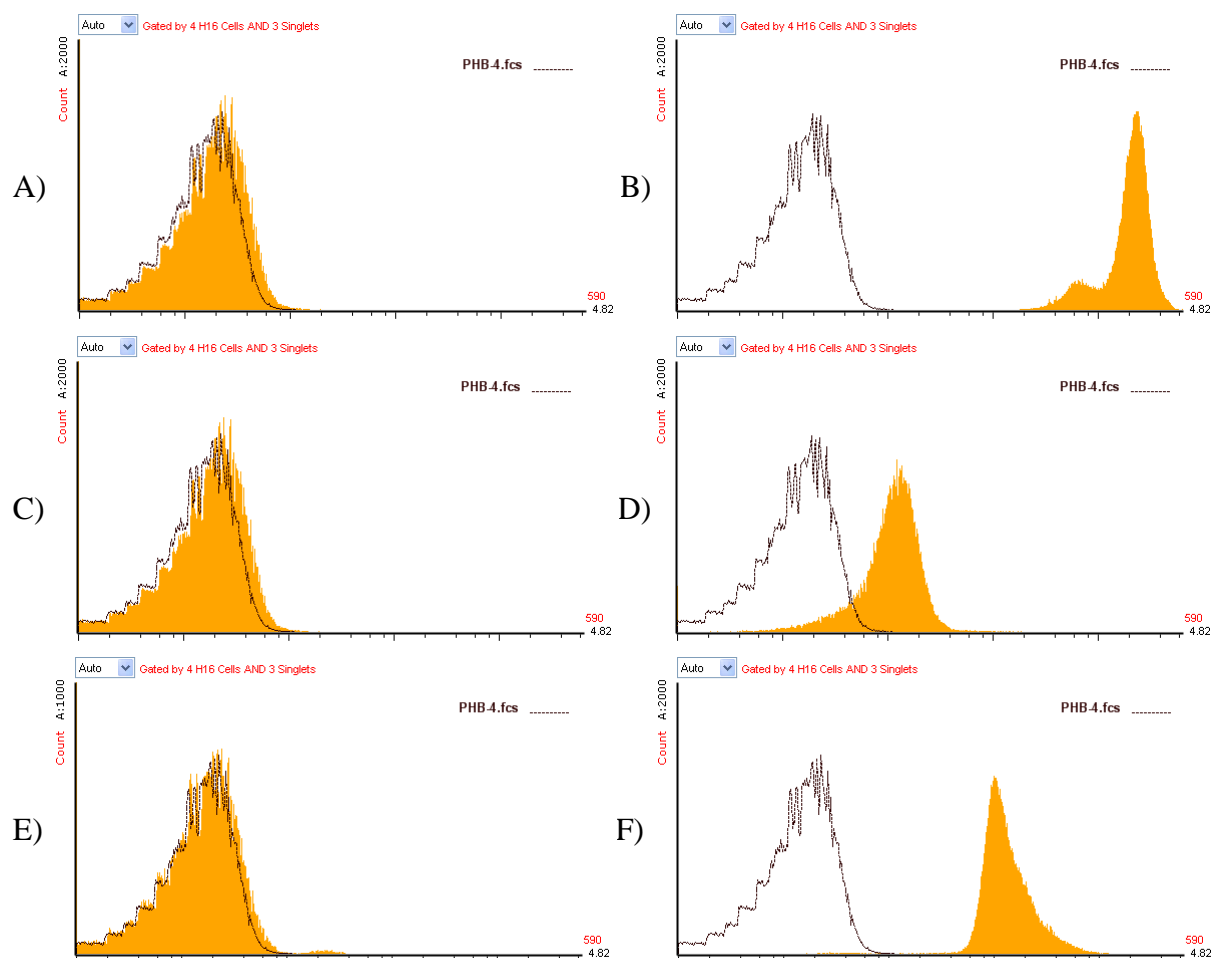 Auto Gated by 4 H16 Cells AND 3 Singlets
Count A:2000
PHB-4.fcs
A)
590
4.82
Auto Gated by 4 H16 Cells AND 3 Singlets
Count A:2000
PHB-4.fcs
B)
590
4.82
Auto Gated by 4 H16 Cells AND 3 Singlets
Count A:2000
PHB-4.fcs
C)
590
4.82
Auto Gated by 4 H16 Cells AND 3 Singlets
Count A:2000
PHB-4.fcs
D)
590
4.82
Auto Gated by 4 H16 Cells AND 3 Singlets
Count A:1000
PHB-4.fcs
E)
590
4.82
Auto Gated by 4 H16 Cells AND 3 Singlets
Count A:2000
PHB-4.fcs
F)
590
4.82